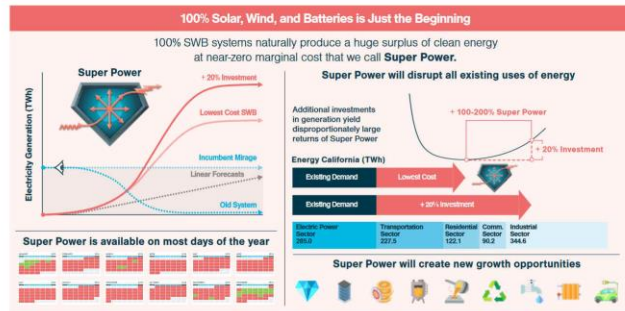 100% Solar, Wind, and Batteries is Just the Beginning
100% SWB systems naturally produce a huge surplus of clean energy
at near-zero marginal cost that we call Super Power.
Super Power
+ 20% Investment
Lowest Cost SWB
Incumbent Mirage
Linear Forecasts
Old System
Electricity Generation (TWh)
Super Power is available on most days of the year
Super Power will disrupt all existing uses of energy
Additional investments
in generation yield
disproportionately large
returns of Super Power
+ 100-200% Super Power
+ 20% Investment
Energy California (TWh)
Existing Demand
Lowest Cost
Existing Demand
+ 20% Investment
Electric Power
Sector
285.0
Transportation
Sector
227.5
Residential
Sector
122.1
Comm.
Sector
90.2
Industrial
Sector
344.6
Super Power will create new growth opportunities